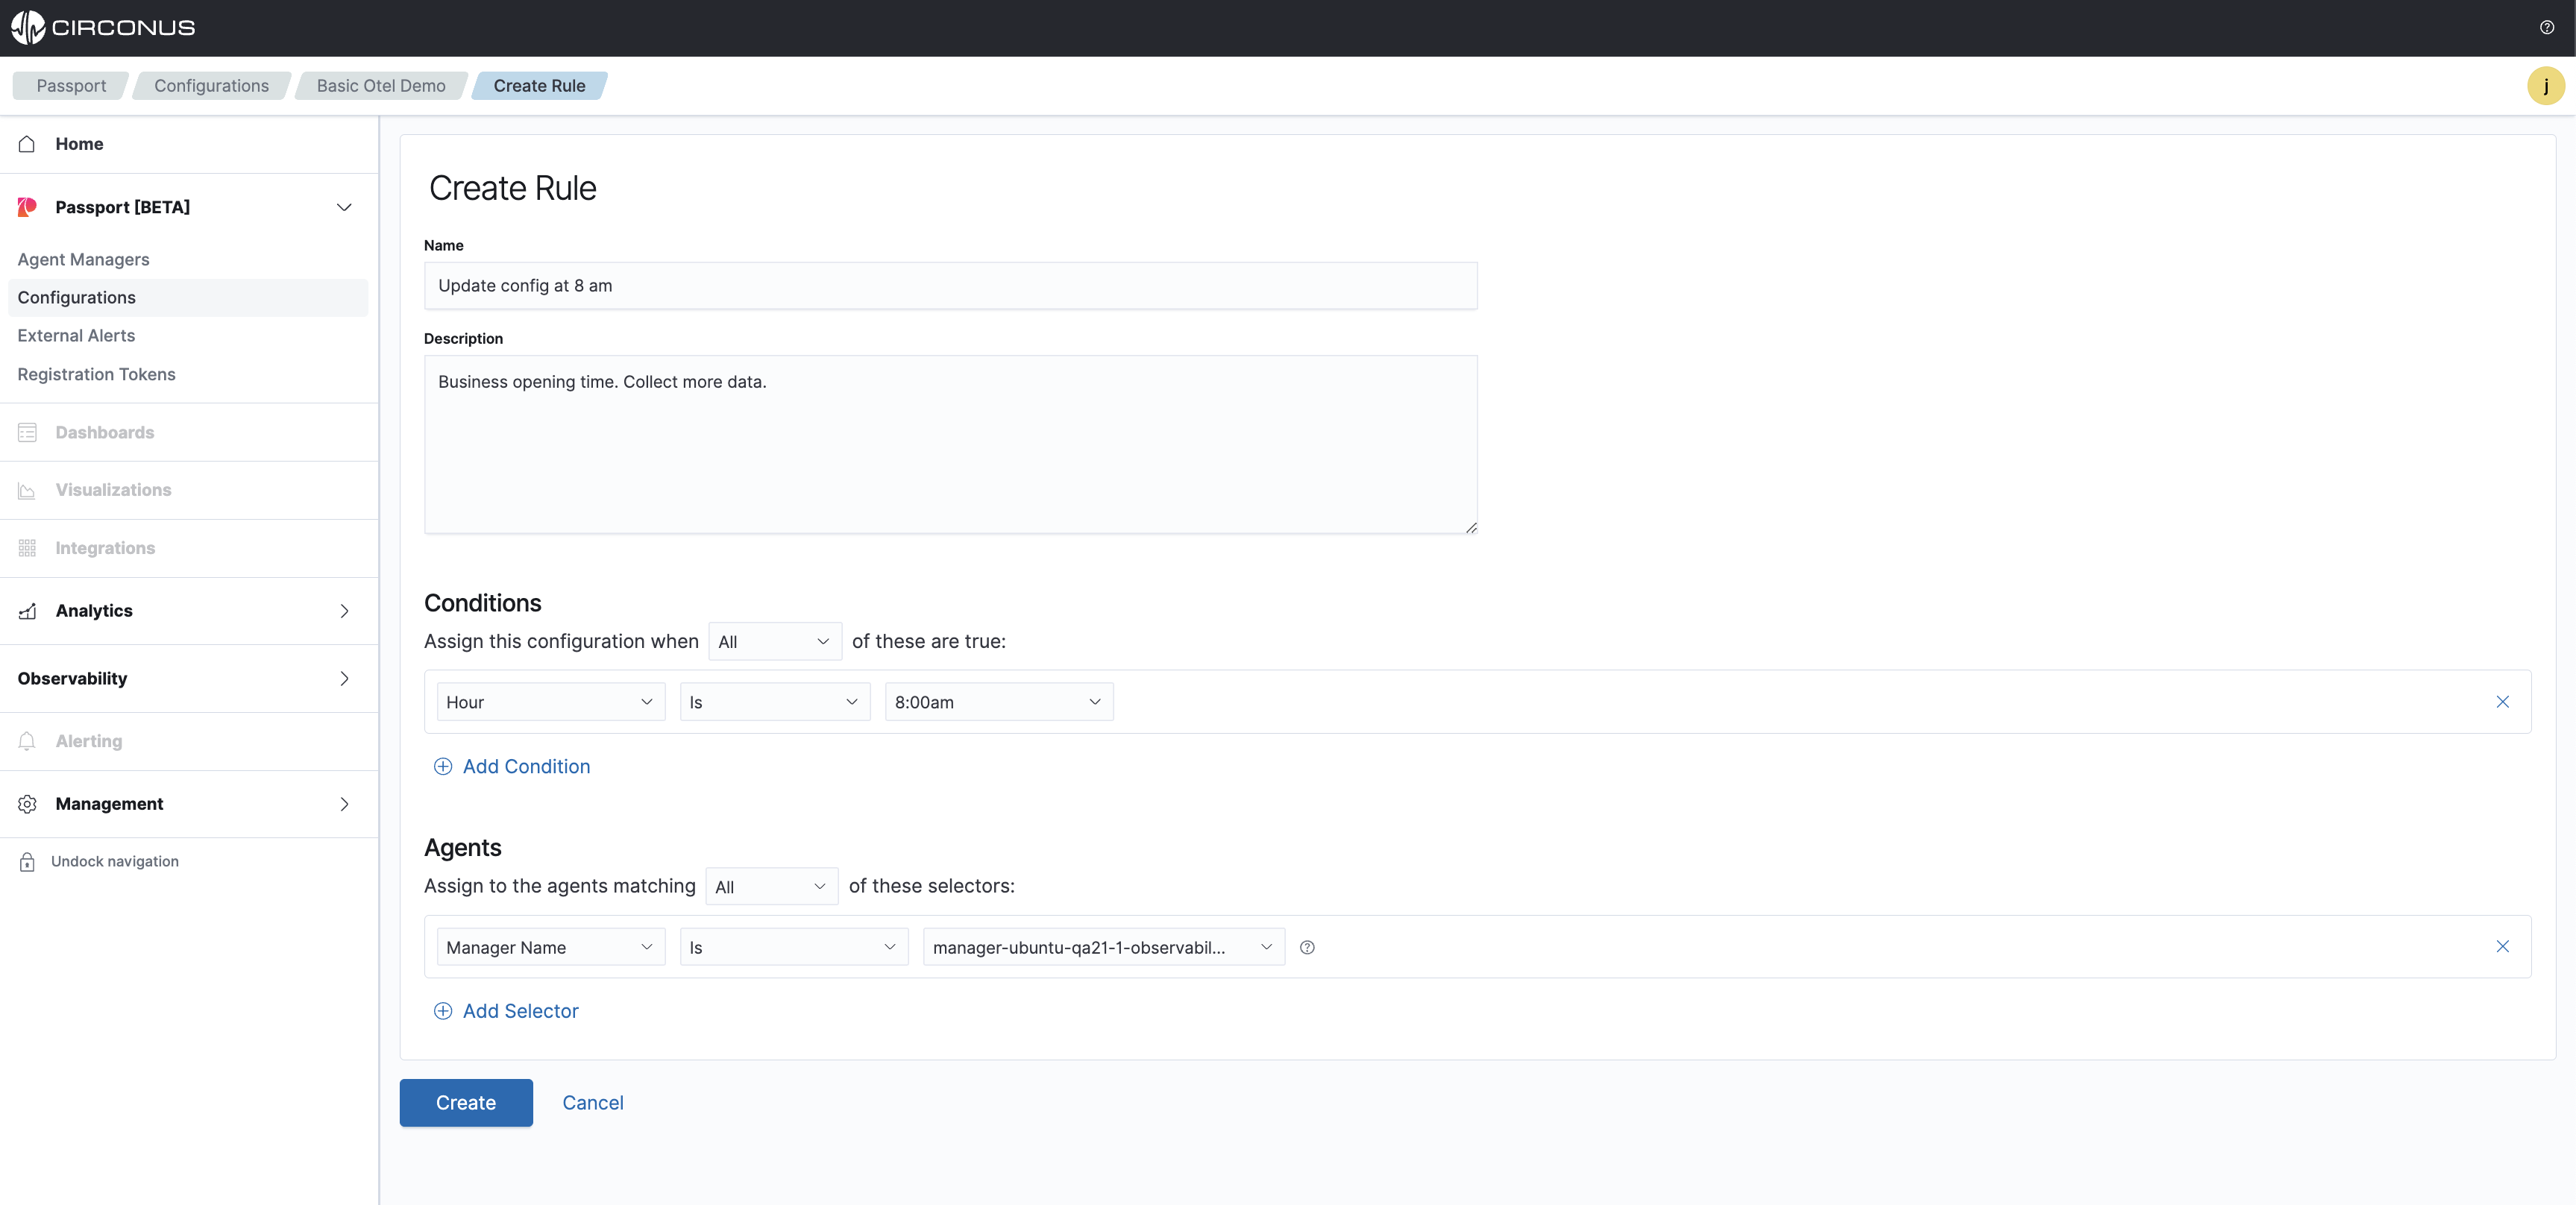 CIRCONUS
Passport
Configurations
Basic Otel Demo
Create Rule
j
Home
Passport [BETA]
Agent Managers
Configurations
External Alerts
Registration Tokens
Dashboards
Visualizations
Integrations
Analytics
Observability
Alerting
Management
Undock navigation
Create Rule
Name
Update config at 8 am
Description
Business opening time. Collect more data.
Conditions
Assign this configuration when All of these are true:
Hour Is 8:00am
Add Condition
Agents
Assign to the agents matching All of these selectors:
Manager Name Is manager-ubuntu-qa21-1-observabil...
Add Selector
Create Cancel